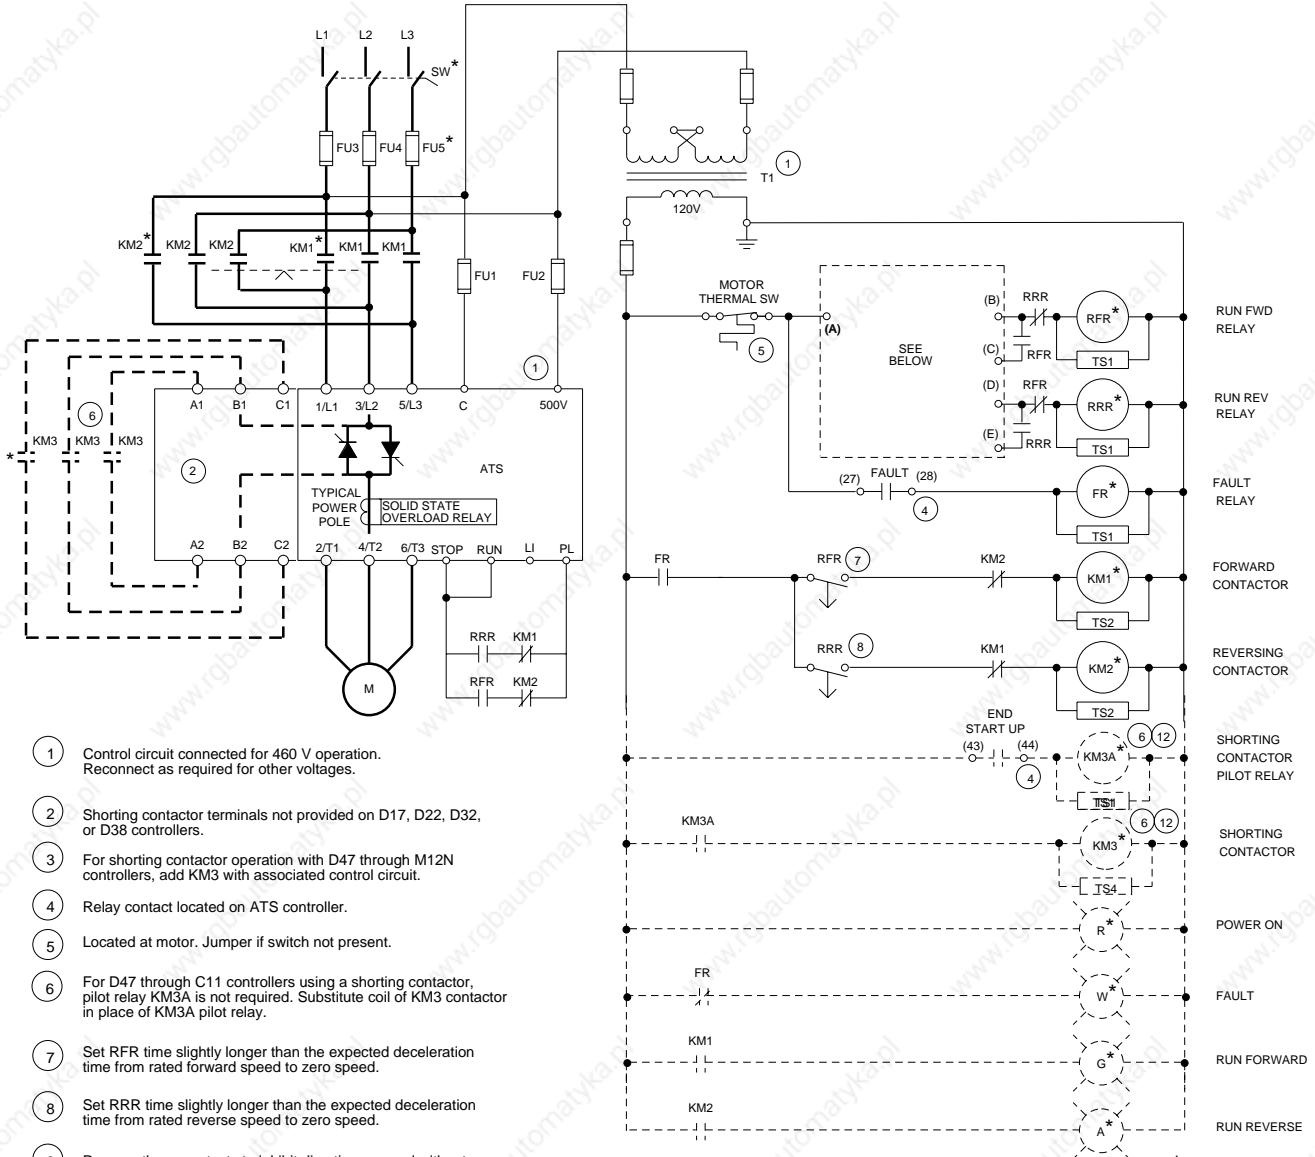 L1 L2 L3
SW*
FU3 FU4 FU5*
T1 1
120V
KM2* KM2 KM2 KM1* KM1 KM1
FU1 FU2
MOTOR
THERMAL SW
5
(A)
SEE
BELOW
(B) RRR RFR* RUN FWD
RELAY
(C) RFR TS1
(D) RFR RRR* RUN REV
RELAY
(E) RRR TS1
1
A1 B1 C1 1/L1 3/L2 5/L3 C 500V
6
* KM3 KM3 KM3
2
ATS
TYPICAL
POWER
POLE
SOLID STATE
OVERLOAD RELAY
(27) FAULT (28) FR* FAULT
RELAY
4
TS1
A2 B2 C2 2/T1 4/T2 6/T3 STOP RUN LI PL
FR RFR 7 KM2 KM1* FORWARD
CONTACTOR
TS2
RRR KM1
RFR KM2
M
RRR 8 KM1 KM2* REVERSING
CONTACTOR
TS2
END
START UP
(43) (44) KM3A* 6 12 SHORTING
CONTACTOR
PILOT RELAY
4
TS1
KM3A KM3* 6 12 SHORTING
CONTACTOR
TS4
R* POWER ON
FR W* FAULT
KM1 G* RUN FORWARD
KM2 A* RUN REVERSE
1 Control circuit connected for 460 V operation.
Reconnect as required for other voltages.
2 Shorting contactor terminals not provided on D17, D22, D32,
or D38 controllers.
3 For shorting contactor operation with D47 through M12N
controllers, add KM3 with associated control circuit.
4 Relay contact located on ATS controller.
5 Located at motor. Jumper if switch not present.
6 For D47 through C11 controllers using a shorting contactor,
pilot relay KM3A is not required. Substitute coil of KM3 contactor
in place of KM3A pilot relay.
7 Set RFR time slightly longer than the expected deceleration
time from rated forward speed to zero speed.
8 Set RRR time slightly longer than the expected deceleration
time from rated reverse speed to zero speed.
www.rgbautomatyka.pl